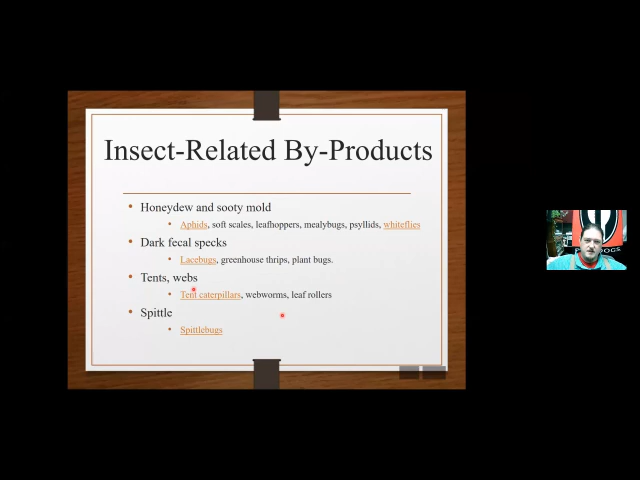 Insect-Related By-Products
• Honeydew and sooty mold
• Aphids, soft scales, leafhoppers, mealybugs, psyllids, whiteflies
• Dark fecal specks
• Lacebugs, greenhouse thrips, plant bugs.
• Tents, webs
• Tent caterpillars, webworms, leaf rollers
• Spittle
• Spittlebugs